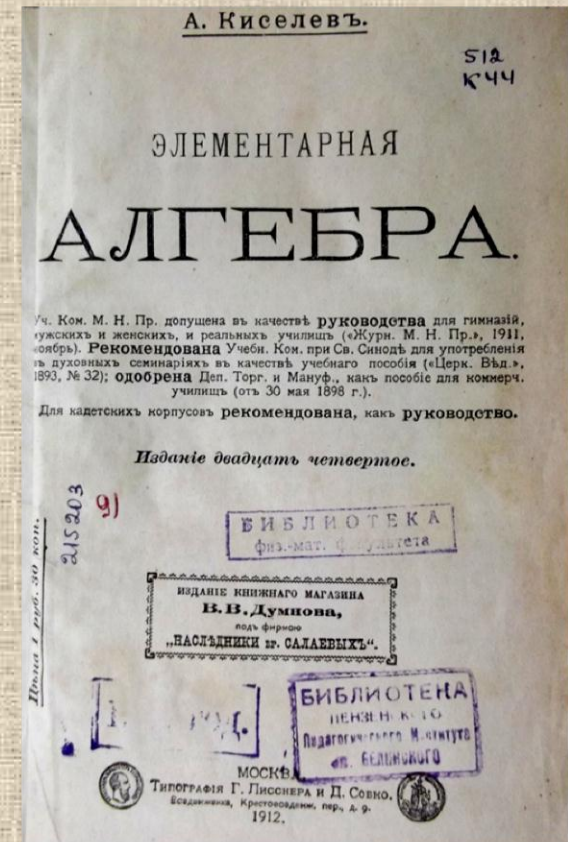 А. Киселевъ.
512
К44
ЭЛЕМЕНТАРНАЯ
АЛГЕБРА.
Уч. Ком. М. Н. Пр. допущена въ качествѣ руководства для гимназій,
мужскихъ и женскихъ, и реальныхъ училищ («Журн. М. Н. Пр.», 1911,
ноябрь). Рекомендована Учебн. Ком. при Св. Синодѣ для употребленія
въ духовныхъ семинаріяхъ въ качествѣ учебнаго пособія («Церк. Вѣд.»,
1893, № 32); одобрена Деп. Торг. и Мануф., какъ пособіе для коммерч.
училищ (отъ 30 мая 1898 г.).
Для кадетскихъ корпусовъ рекомендована, какъ руководство.
Изданіе двадцать четвертое.
215203
91
Цѣна 1 руб. 30 коп.
БИБЛИОТЕКА
физ.-мат. факультета
ИЗДАНІЕ КНИЖНАГО МАГАЗИНА
В. В. Думнова,
подъ фирмою
„НАСЛѢДНИКИ бр. САЛАЕВЫХЪ“.
БИБЛИОТЕКА
ПЕНЗЕНСКОГО
Педагогического Института
им. БЕЛИНСКОГО
МОСКВА
Типографія Г. Лисснера и Д. Собко.
Воздвиженка, Крестовоздвиж. пер., д. 9.
1912.